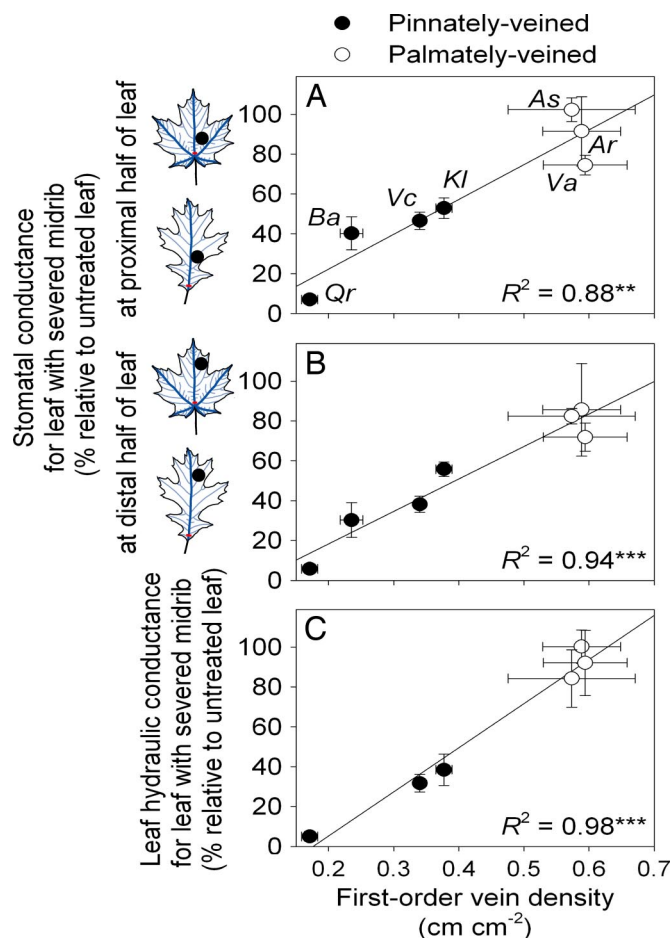 Pinnately-veined
Palmately-veined
Stomatal conductance
for leaf with severed midrib
(% relative to untreated leaf)
at proximal half of leaf
A
100
80
60
40
20
0
As
Ar
Va
Kl
Vc
Ba
Qr
R² = 0.88**
at distal half of leaf
B
100
80
60
40
20
0
R² = 0.94***
Leaf hydraulic conductance
for leaf with severed midrib
(% relative to untreated leaf)
C
100
80
60
40
20
0
R² = 0.98***
0.2 0.3 0.4 0.5 0.6 0.7
First-order vein density
(cm cm⁻²)